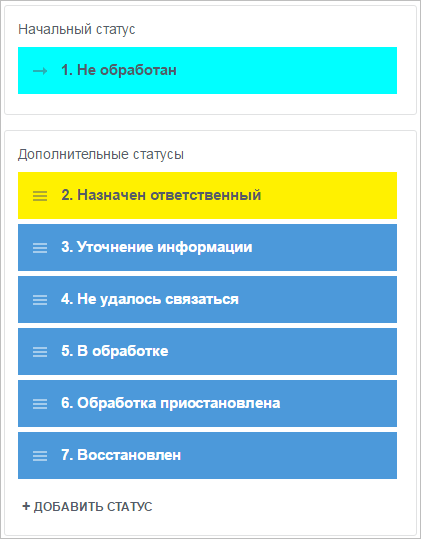 Начальный статус
1. Не обработан
Дополнительные статусы
2. Назначен ответственный
3. Уточнение информации
4. Не удалось связаться
5. В обработке
6. Обработка приостановлена
7. Восстановлен
+ ДОБАВИТЬ СТАТУС